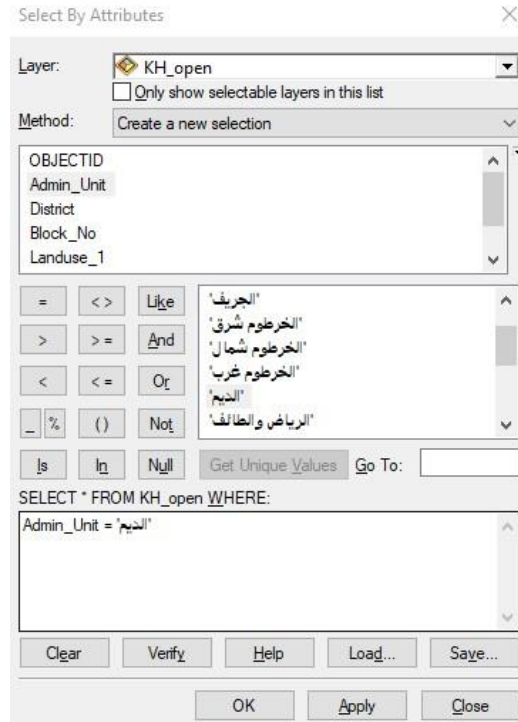 Select By Attributes
Layer: KH_open
Only show selectable layers in this list
Method: Create a new selection
OBJECTID
Admin_Unit
District
Block_No
Landuse_1
= < > Like
> > = And
< < = Or
_ % () Not
Is In Null
'الجريف'
'الخرطوم شرق'
'الخرطوم شمال'
'الخرطوم غرب'
'الديم'
'الرياض والطائف'
Get Unique Values Go To:
SELECT * FROM KH_open WHERE:
Admin_Unit = 'الديم'
Clear Verify Help Load... Save...
OK Apply Close